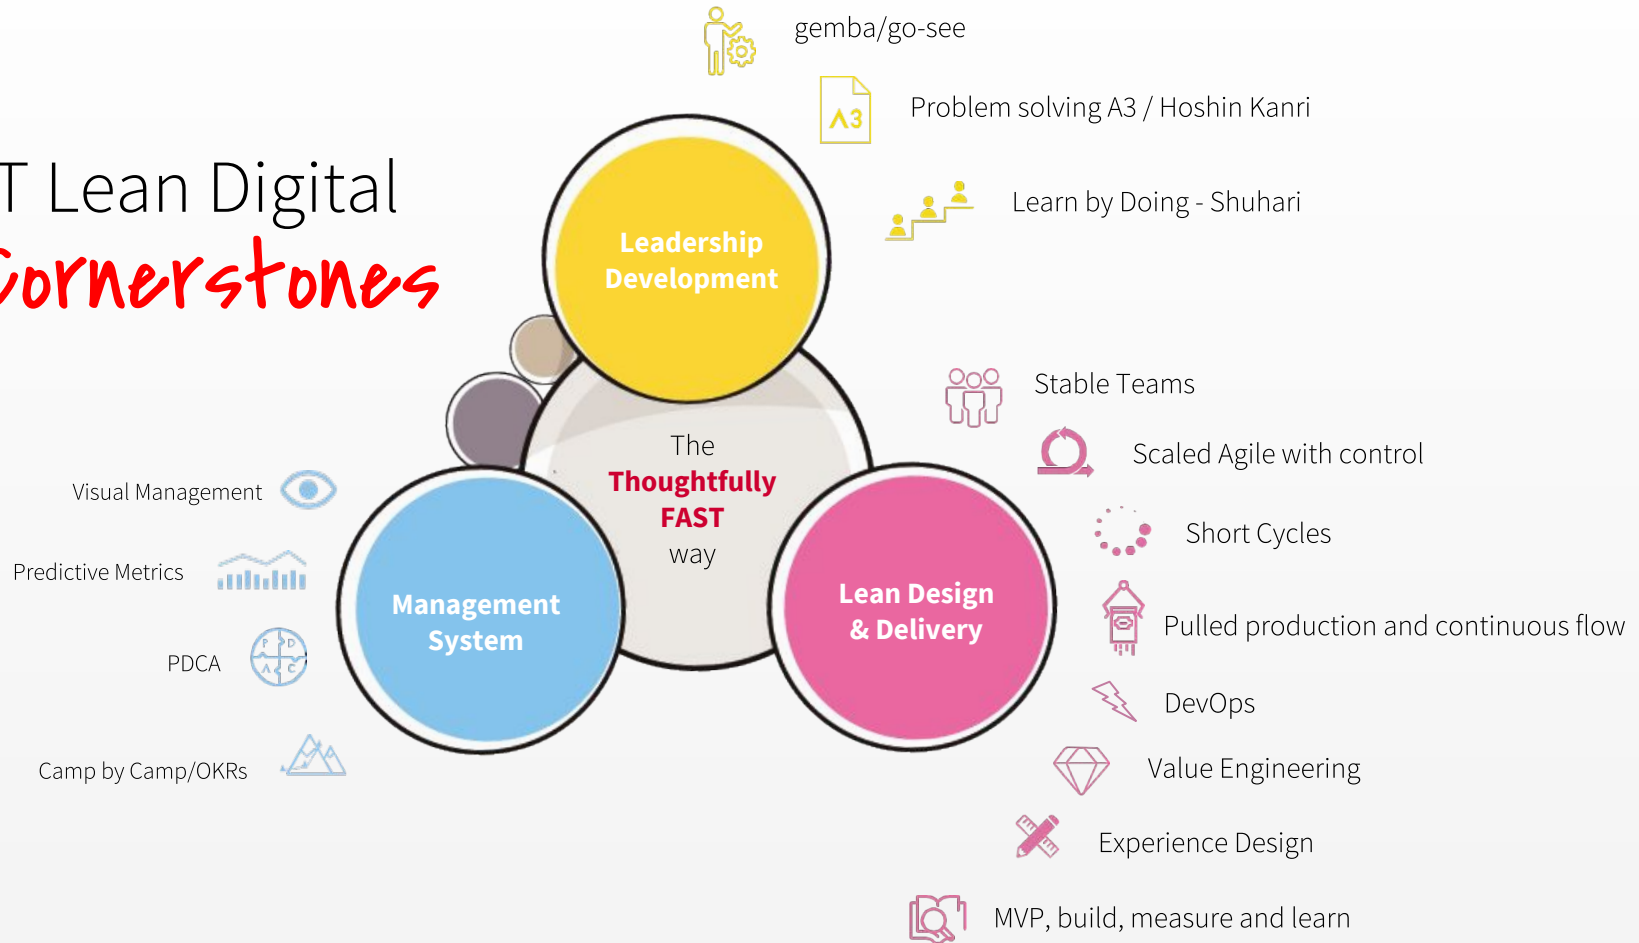 gemba/go-see
A3
Problem solving A3 / Hoshin Kanri
Learn by Doing - Shuhari
T Lean Digital
Cornerstones
Leadership
Development
Stable Teams
Scaled Agile with control
Short Cycles
Pulled production and continuous flow
DevOps
Value Engineering
Experience Design
MVP, build, measure and learn
The
Thoughtfully
FAST
way
Lean Design
& Delivery
Management
System
Visual Management
Predictive Metrics
PDCA
P D
A C
Camp by Camp/OKRs